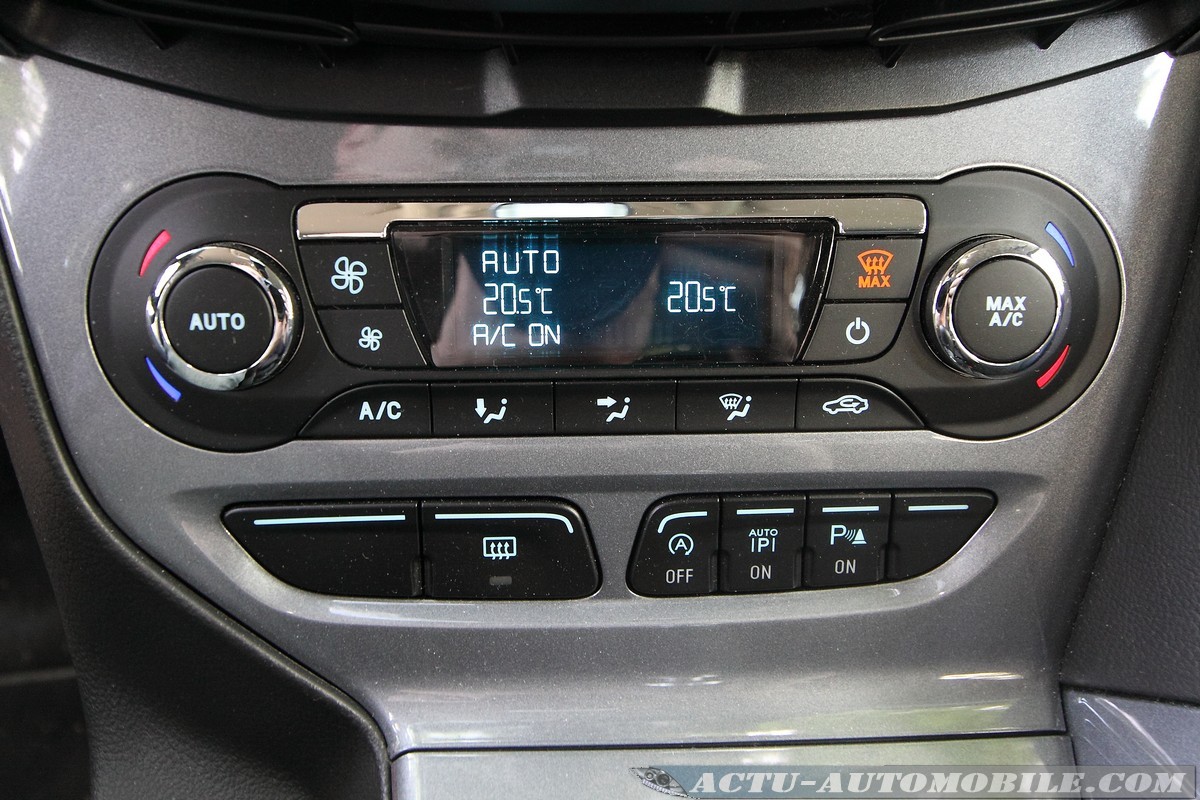 AUTO
AUTO
20.5°C
A/C ON
20.5°C
MAX
MAX
A/C
A/C
A
OFF
AUTO
P
ON
P
ON
ACTU-AUTOMOBILE.COM